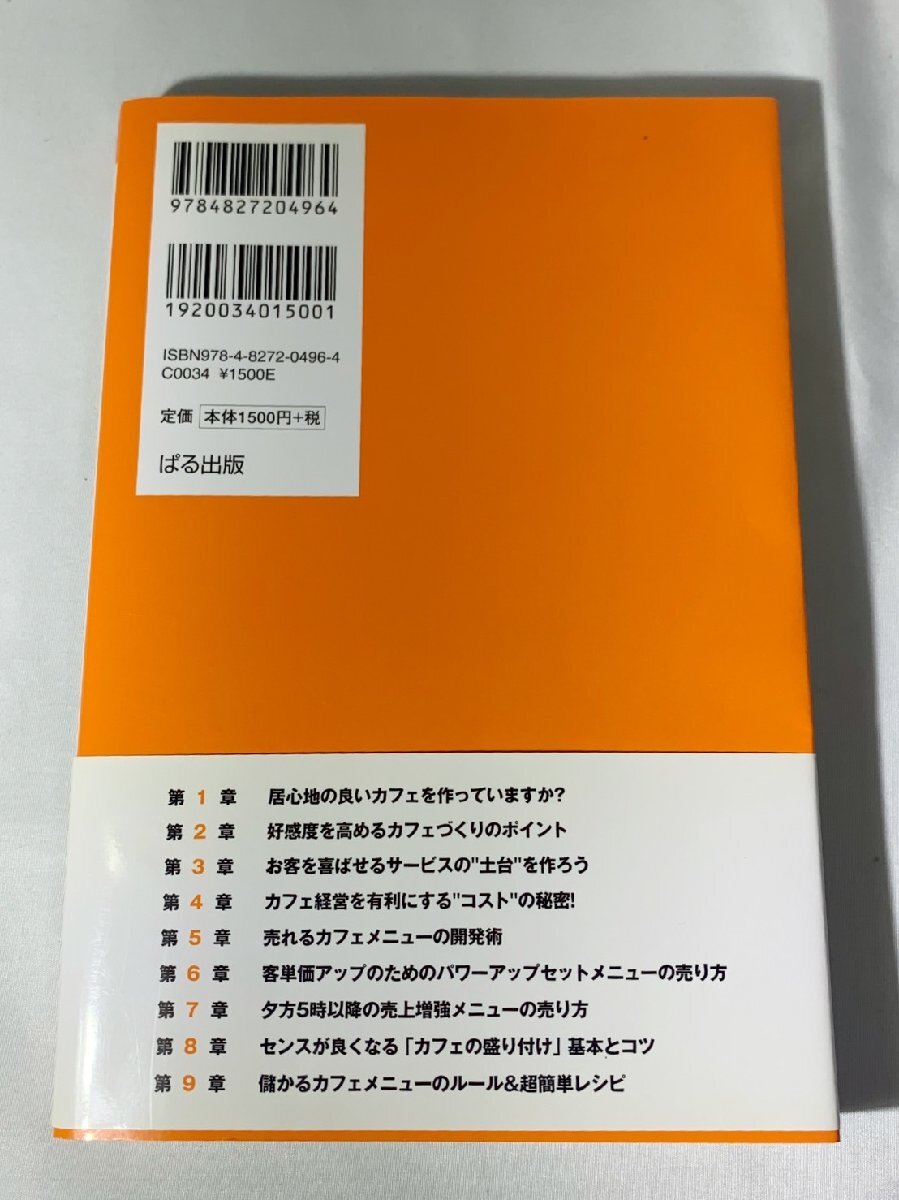 9784827204964
1920034015001
ISBN978-4-8272-0496-4
C0034 ¥1500E
定価 本体1500円+税
ぱる出版
第1章 居心地の良いカフェを作っていますか?
第2章 好感度を高めるカフェづくりのポイント
第3章 お客を喜ばせるサービスの"土台"を作ろう
第4章 カフェ経営を有利にする"コスト"の秘密!
第5章 売れるカフェメニューの開発術
第6章 客単価アップのためのパワーアップセットメニューの売り方
第7章 夕方5時以降の売上増強メニューの売り方
第8章 センスが良くなる「カフェの盛り付け」基本とコツ
第9章 儲かるカフェメニューのルール&超簡単レシピ